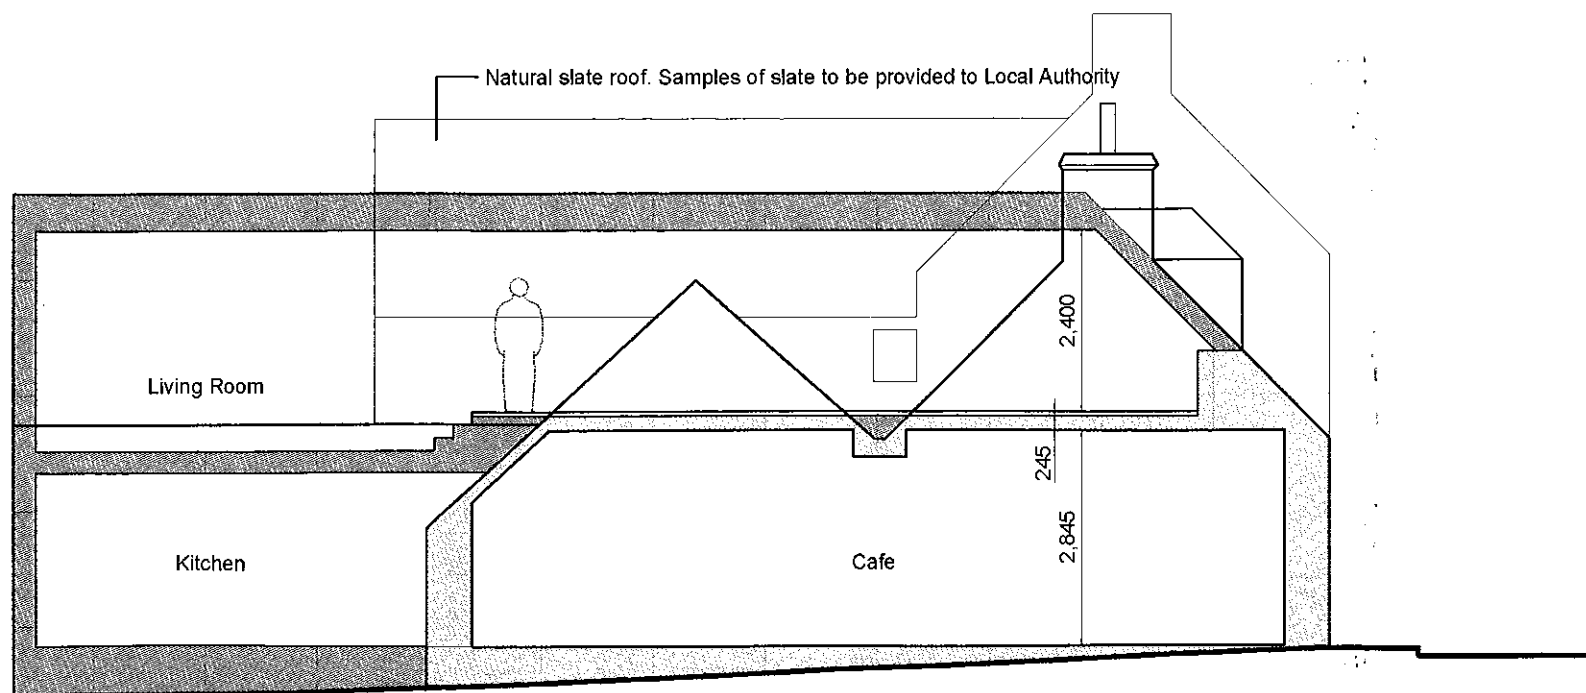 Natural slate roof. Samples of slate to be provided to Local Authority
2,400
Living Room
245
2,845
Kitchen
Cafe